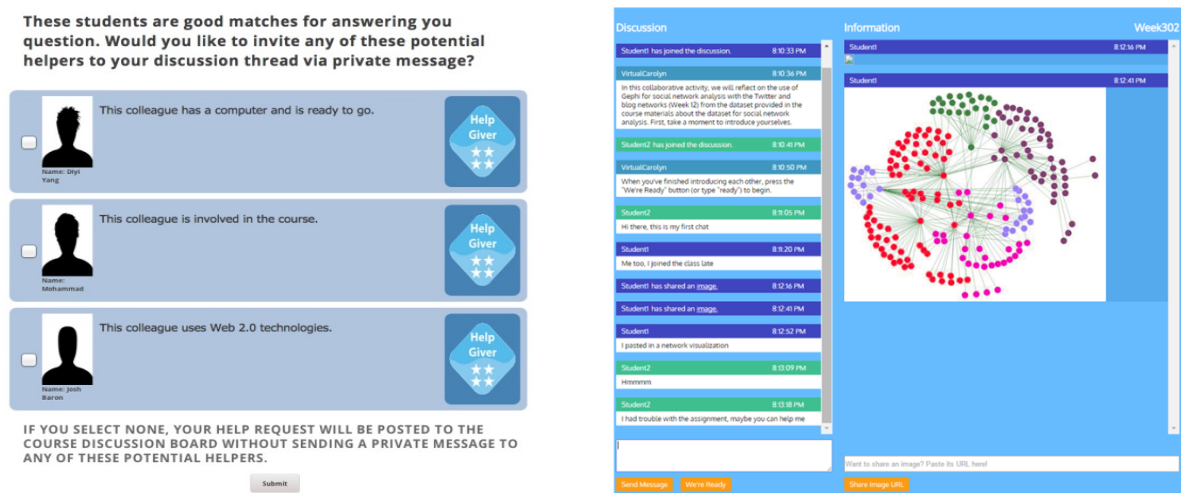 These students are good matches for answering you
question. Would you like to invite any of these potential
helpers to your discussion thread via private message?
This colleague has a computer and is ready to go.
Help
Giver
Name: Diyi
Yang
This colleague is involved in the course.
Help
Giver
Name:
Mohammad
This colleague uses Web 2.0 technologies.
Help
Giver
Name: Josh
Baron
IF YOU SELECT NONE, YOUR HELP REQUEST WILL BE POSTED TO THE
COURSE DISCUSSION BOARD WITHOUT SENDING A PRIVATE MESSAGE TO
ANY OF THESE POTENTIAL HELPERS.
Submit
Discussion
Student1 has joined the discussion. 8:10:33 PM
VirtualCarolyn 8:10:36 PM
In this collaborative activity, we will reflect on the use of
Gephi for social network analysis with the Twitter and
blog networks (Week 12) from the dataset provided in the
course materials about the dataset for social network
analysis. First, take a moment to introduce yourselves.
Student2 has joined the discussion. 8:10:41 PM
VirtualCarolyn 8:10:50 PM
When you've finished introducing each other, press the
"We're Ready" button (or type "ready") to begin.
Student2 8:11:05 PM
Hi there, this is my first chat
Student1 8:11:20 PM
Me too, I joined the class late
Student1 has shared an image. 8:12:16 PM
Student1 has shared an image. 8:12:41 PM
Student1 8:12:52 PM
I pasted in a network visualization
Student2 8:13:09 PM
Hmmmm
Student2 8:13:18 PM
I had trouble with the assignment, maybe you can help me
Send Message We're Ready
Information Week302
Student1 8:12:16 PM
Student1 8:12:41 PM
Want to share an image? Paste its URL here!
Share Image URL